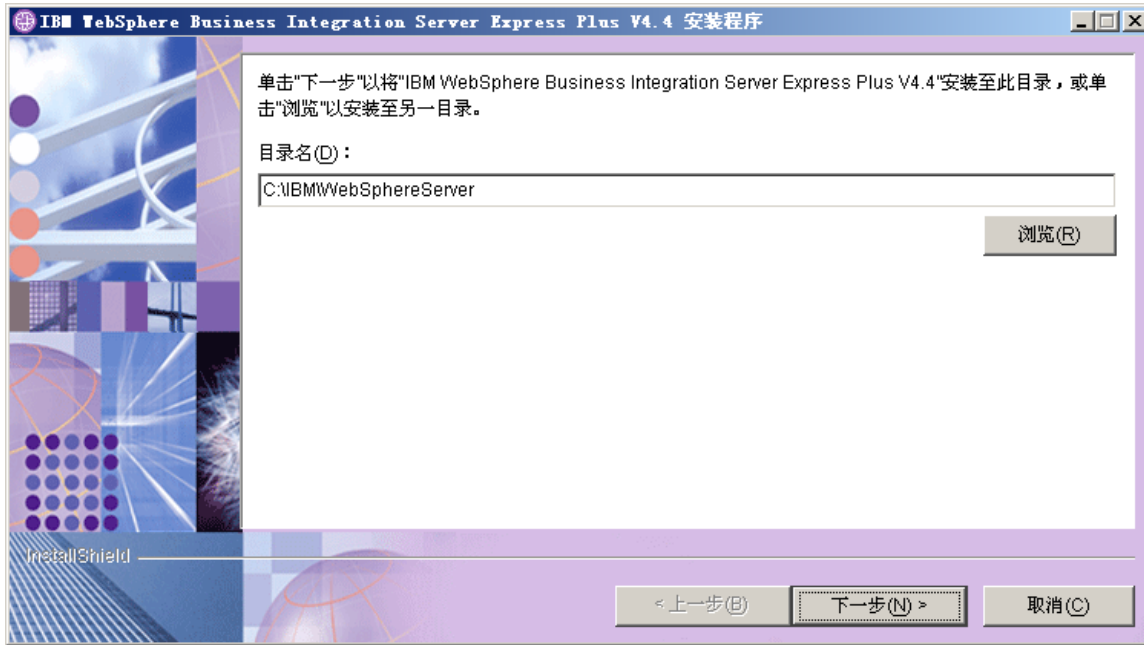 IBM WebSphere Business Integration Server Express Plus V4.4 安装程序
单击"下一步"以将"IBM WebSphere Business Integration Server Express Plus V4.4"安装至此目录，或单
击"浏览"以安装至另一目录。
目录名(D)：
C:\IBM\WebSphereServer
浏览(R)
InstallShield
<上一步(B)
下一步(N) >
取消(C)